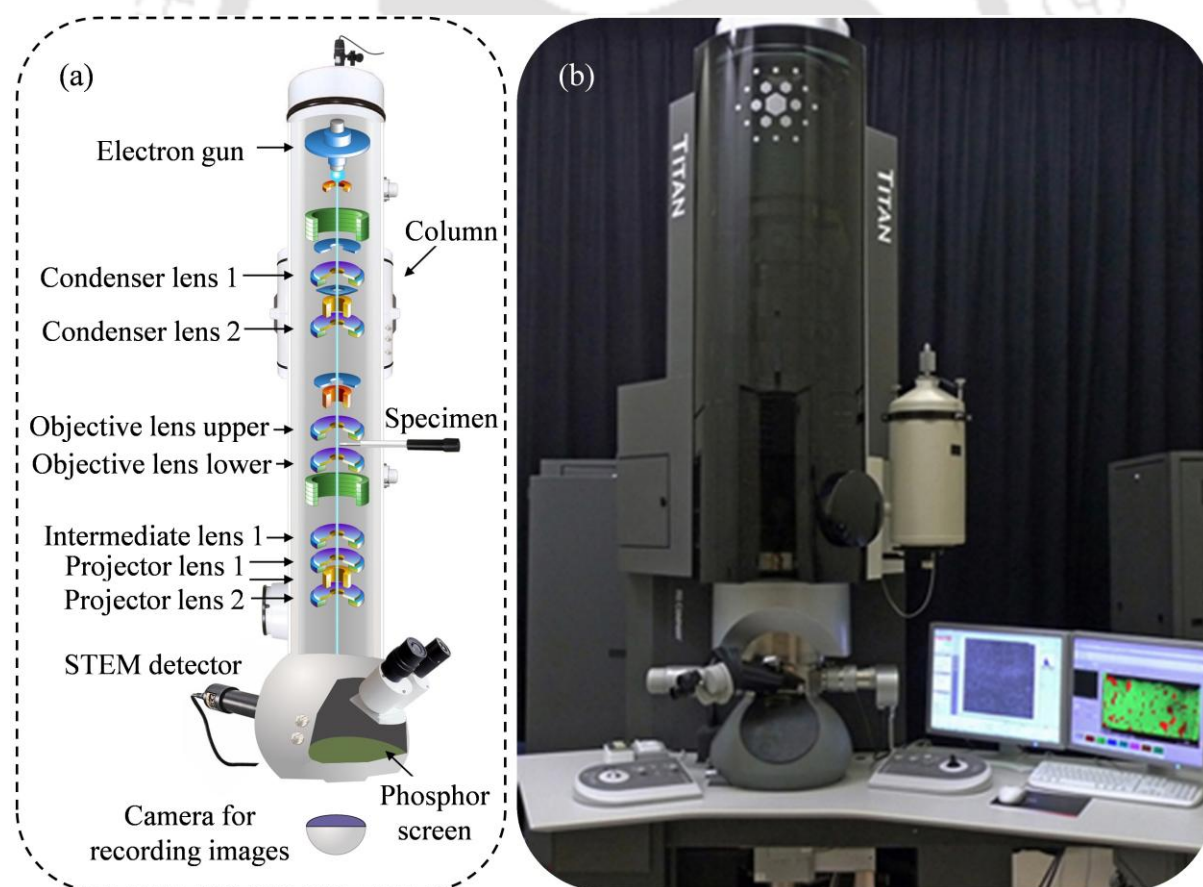 (a)
Electron gun
Column
Condenser lens 1
Condenser lens 2
Specimen
Objective lens upper
Objective lens lower
Intermediate lens 1
Projector lens 1
Projector lens 2
STEM detector
Phosphor
screen
Camera for
recording images
(b)
TITAN
TITAN